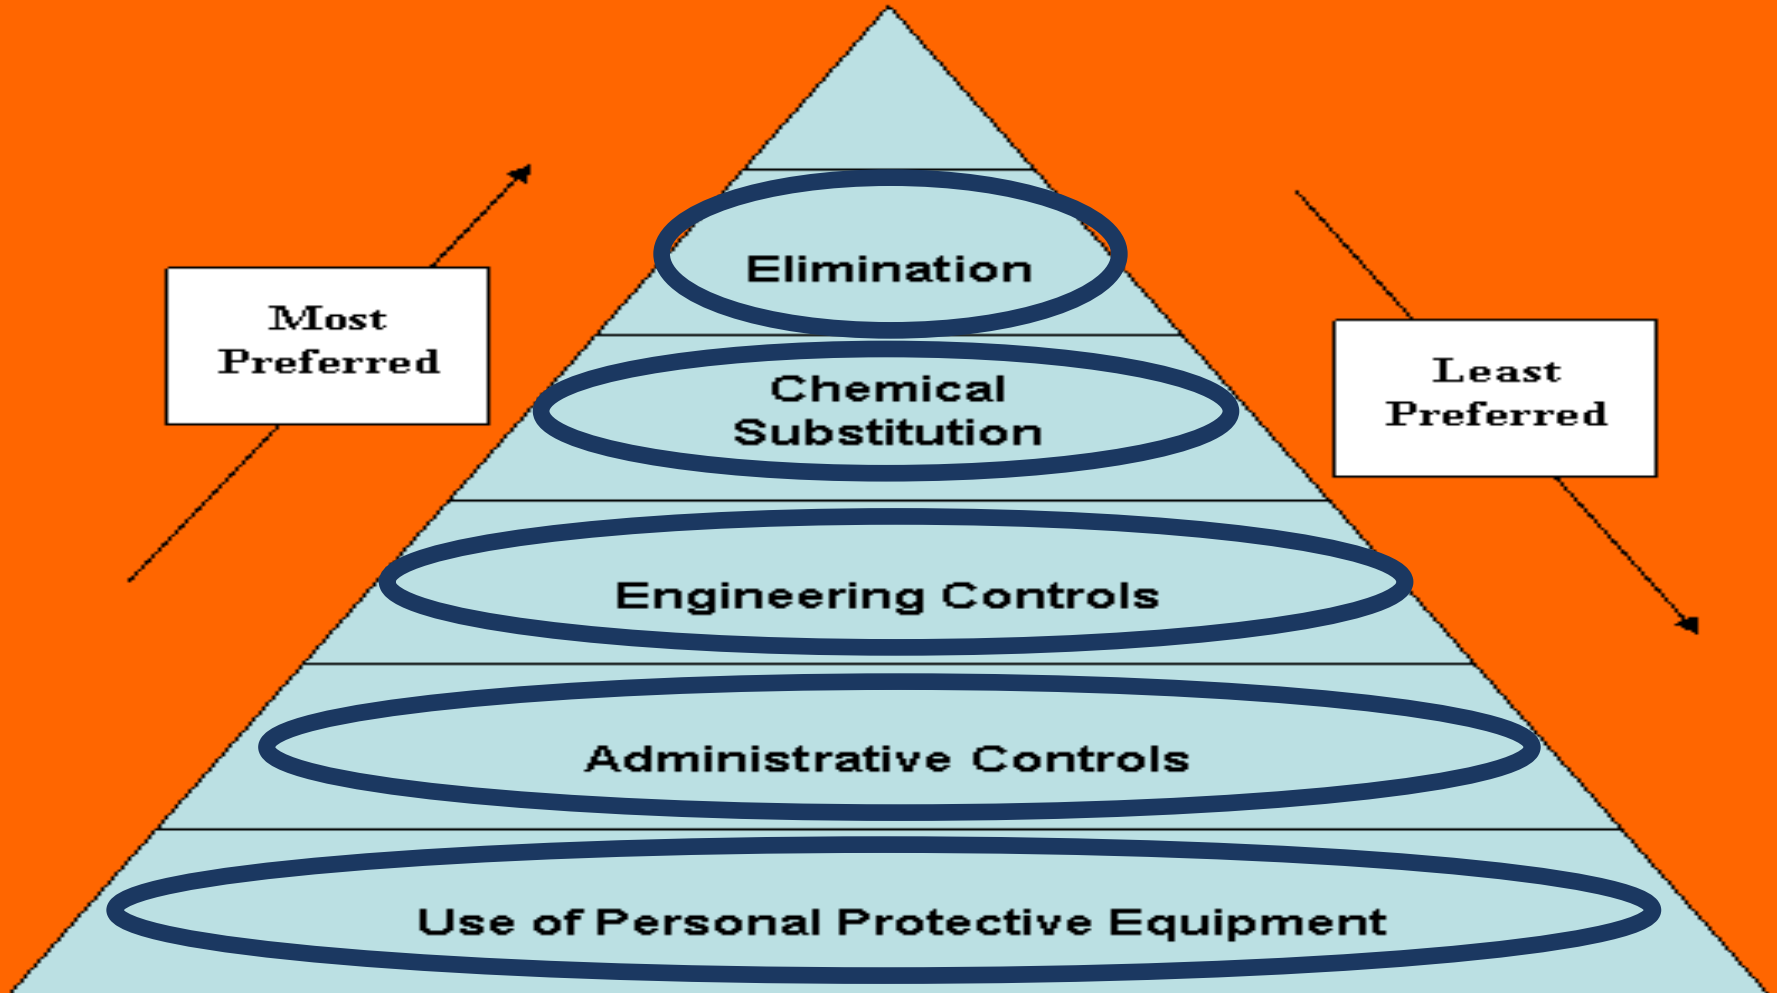 Elimination
Most
Preferred
Least
Preferred
Chemical
Substitution
Engineering Controls
Administrative Controls
Use of Personal Protective Equipment